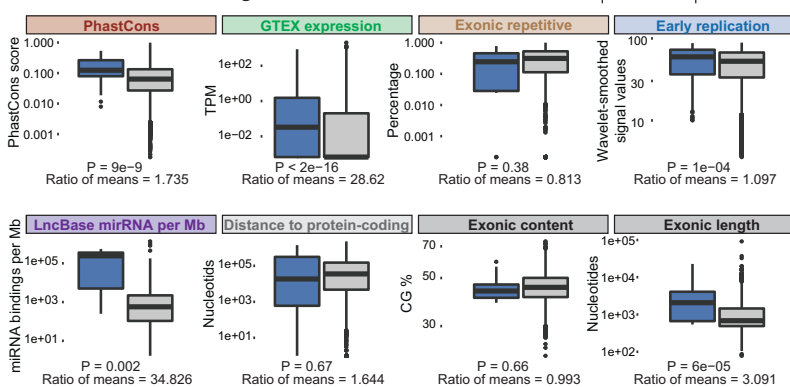 PhastCons
GTEX expression
Exonic repetitive
Early replication
PhastCons score
1.000
0.100
0.010
0.001
TPM
1e+02
1e+00
1e−02
Percentage
1.000
0.100
0.010
0.001
Wavelet-smoothed
signal values
100
30
10
P = 9e−9
Ratio of means = 1.735
P < 2e−16
Ratio of means = 28.62
P = 0.38
Ratio of means = 0.813
P = 1e−04
Ratio of means = 1.097
LncBase mirRNA per Mb
Distance to protein-coding
Exonic content
Exonic length
miRNA bindings per Mb
1e+05
1e+03
1e+01
Nucleotids
1e+05
1e+03
1e+01
CG %
70
50
30
Nucleotides
1e+05
1e+04
1e+03
1e+02
P = 0.002
Ratio of means = 34.826
P = 0.67
Ratio of means = 1.644
P = 0.66
Ratio of means = 0.993
P = 6e−05
Ratio of means = 3.091